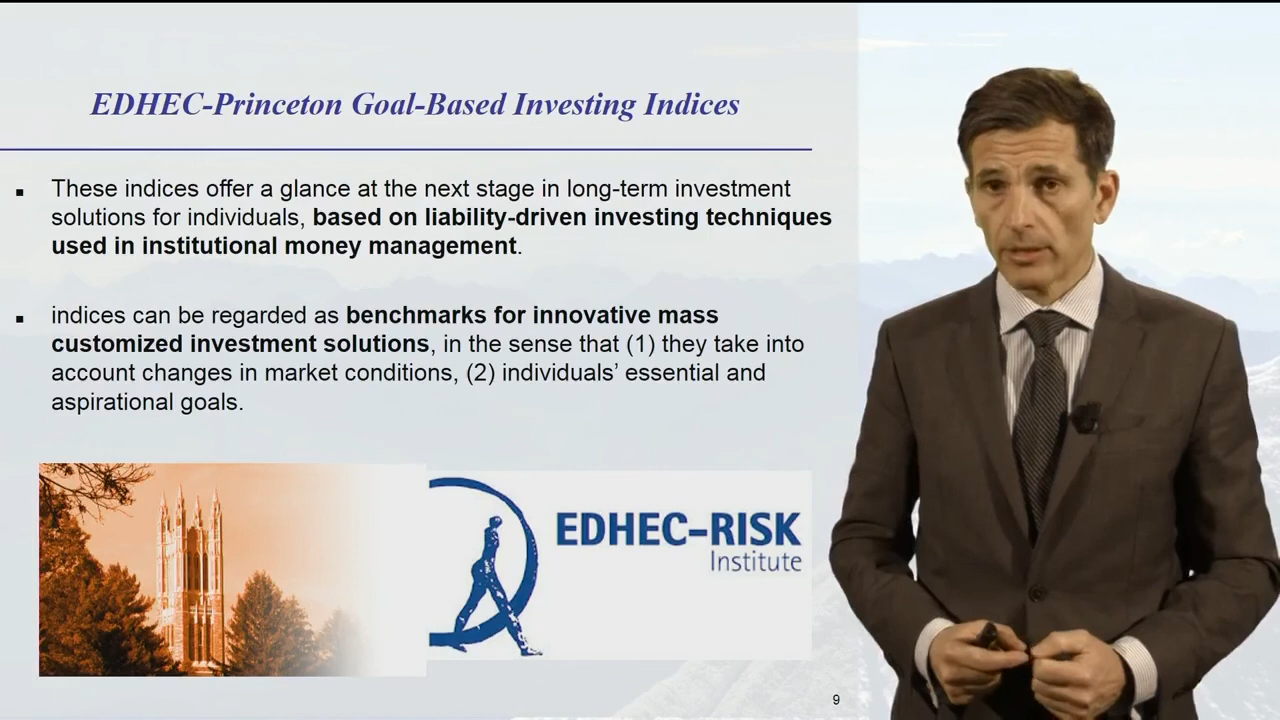 EDHEC-Princeton Goal-Based Investing Indices
▪ These indices offer a glance at the next stage in long-term investment
solutions for individuals, based on liability-driven investing techniques
used in institutional money management.
▪ indices can be regarded as benchmarks for innovative mass
customized investment solutions, in the sense that (1) they take into
account changes in market conditions, (2) individuals’ essential and
aspirational goals.
EDHEC–RISK
Institute
9